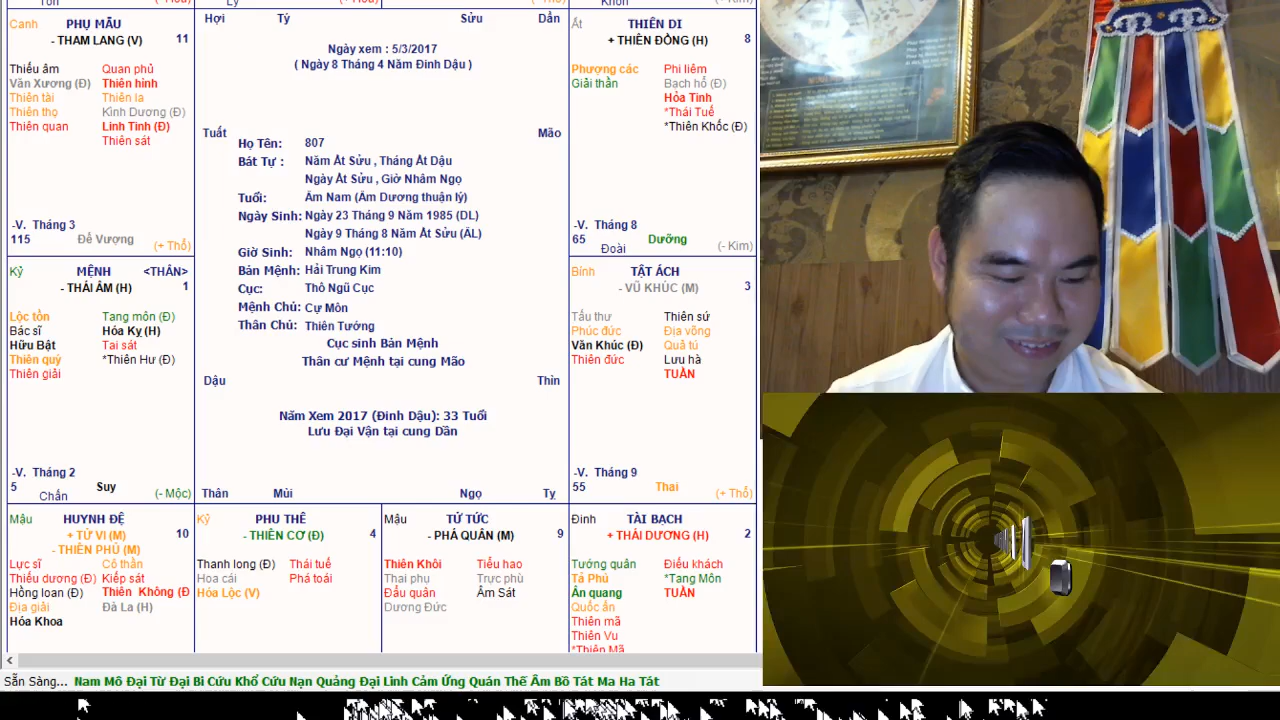 Hợi Tý Sửu Dần
Canh PHỤ MẪU
- THAM LANG (V) 11
Thiếu âm Quan phủ
Văn Xương (Đ) Thiên hình
Thiên tài Thiên la
Thiên thọ Kình Dương (Đ)
Thiên quan Linh Tinh (Đ)
Thiên sát
-V. Tháng 3
115 Đế Vượng (+ Thổ)
Ngày xem : 5/3/2017
( Ngày 8 Tháng 4 Năm Đinh Dậu )
Tuất Mão
Họ Tên: 807
Bát Tự : Năm Ất Sửu , Tháng Ất Dậu
Ngày Ất Sửu , Giờ Nhâm Ngọ
Tuổi: Âm Nam (Âm Dương thuận lý)
Ngày Sinh: Ngày 23 Tháng 9 Năm 1985 (DL)
Ngày 9 Tháng 8 Năm Ất Sửu (ÂL)
Giờ Sinh: Nhâm Ngọ (11:10)
Bản Mệnh: Hải Trung Kim
Cục: Thổ Ngũ Cục
Mệnh Chủ: Cự Môn
Thân Chủ: Thiên Tướng
Cục sinh Bản Mệnh
Thân cư Mệnh tại cung Mão
Dậu Thìn
Năm Xem 2017 (Đinh Dậu): 33 Tuổi
Lưu Đại Vận tại cung Dần
Thân Mùi Ngọ Tỵ
Ất THIÊN DI
+ THIÊN ĐỒNG (H) 8
Phượng các Phi liêm
Giải thần Bạch hổ (Đ)
Hỏa Tinh
*Thái Tuế
*Thiên Khốc (Đ)
-V. Tháng 8
65 Đoài Dưỡng (- Kim)
Kỷ MỆNH <THÂN>
- THÁI ÂM (H) 1
Lộc tồn Tang môn (Đ)
Bác sĩ Hóa Kỵ (H)
Hữu Bật Tai sát
Thiên quý *Thiên Hư (Đ)
Thiên giải
-V. Tháng 2
5 Chấn Suy (- Mộc)
Bính TẬT ÁCH
- VŨ KHÚC (M) 3
Tấu thư Thiên sứ
Phúc đức Địa võng
Văn Khúc (Đ) Quả tú
Thiên đức Lưu hà
TUẦN
-V. Tháng 9
55 Thai (+ Thổ)
Mậu HUYNH ĐỆ
+ TỬ VI (M) 10
- THIÊN PHỦ (M)
Lực sĩ Cô thần
Thiếu dương (Đ) Kiếp sát
Hồng loan (Đ) Thiên Không (Đ
Địa giải Đà La (H)
Hóa Khoa
Kỷ PHU THÊ
- THIÊN CƠ (Đ) 4
Thanh long (Đ) Thái tuế
Hoa cái Phá toái
Hóa Lộc (V)
Mậu TỬ TỨC
- PHÁ QUÂN (M) 9
Thiên Khôi Tiểu hao
Thai phụ Trực phù
Đẩu quân Âm Sát
Dương Đức
Đinh TÀI BẠCH
+ THÁI DƯƠNG (H) 2
Tướng quân Điếu khách
Tả Phù *Tang Môn
Ân quang TUẦN
Quốc ấn
Thiên mã
Thiên Vu
*Thiên Mã
Sẵn Sàng... Nam Mô Đại Từ Đại Bi Cứu Khổ Cứu Nạn Quảng Đại Linh Cảm Ứng Quán Thế Âm Bồ Tát Ma Ha Tát